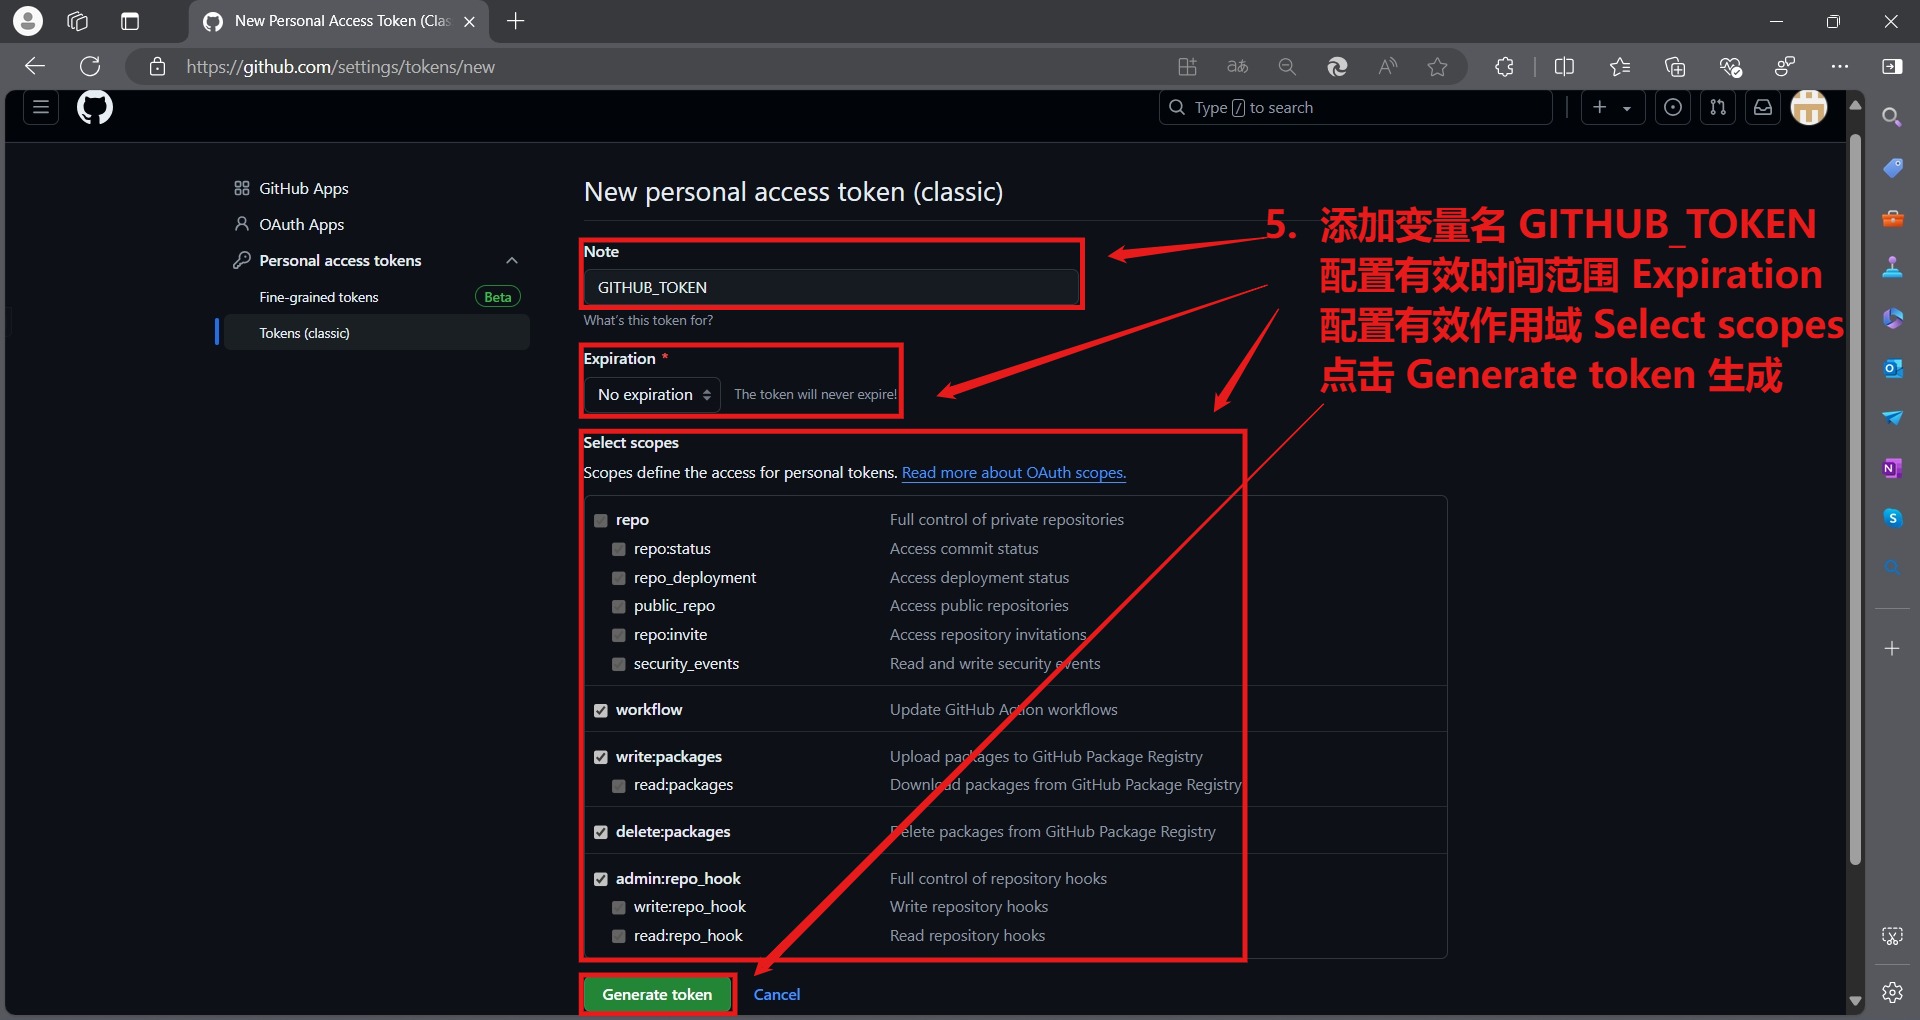 New Personal Access Token (Clas
https://github.com/settings/tokens/new
Type / to search
GitHub Apps
OAuth Apps
Personal access tokens
Fine-grained tokens
Beta
Tokens (classic)
New personal access token (classic)
Note
GITHUB_TOKEN
What's this token for?
Expiration *
No expiration
The token will never expire!
Select scopes
Scopes define the access for personal tokens. Read more about OAuth scopes.
repo Full control of private repositories
repo:status Access commit status
repo_deployment Access deployment status
public_repo Access public repositories
repo:invite Access repository invitations
security_events Read and write security events
workflow Update GitHub Action workflows
write:packages Upload packages to GitHub Package Registry
read:packages Download packages from GitHub Package Registry
delete:packages Delete packages from GitHub Package Registry
admin:repo_hook Full control of repository hooks
write:repo_hook Write repository hooks
read:repo_hook Read repository hooks
Generate token
Cancel
5. 添加变量名 GITHUB_TOKEN
配置有效时间范围 Expiration
配置有效作用域 Select scopes
点击 Generate token 生成